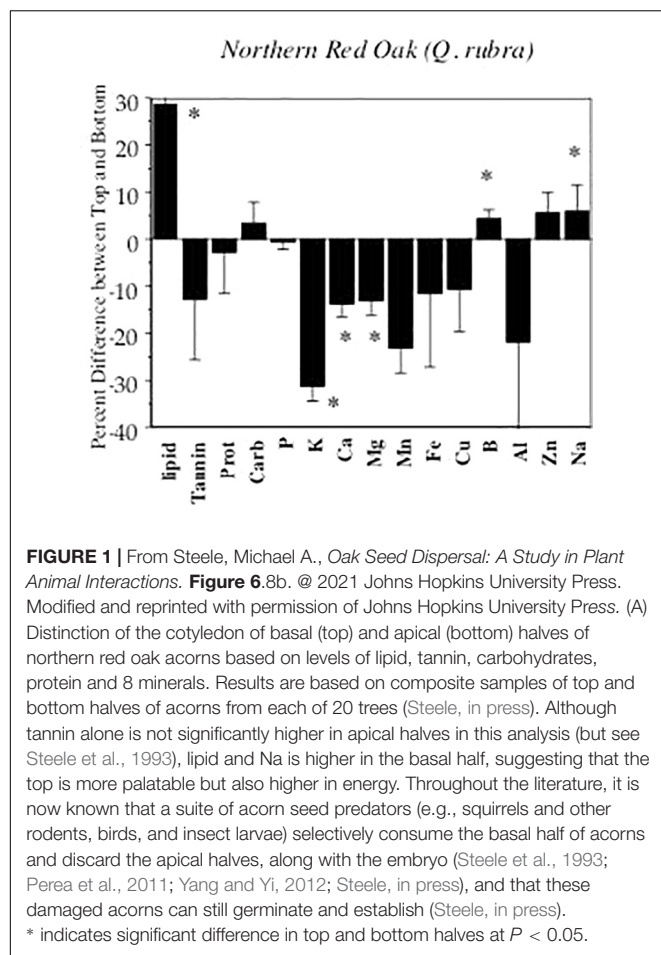 Northern Red Oak (Q. rubra)
Percent Difference between Top and Bottom
30
20
10
0
-10
-20
-30
-40
*
*
*
*
*
*
lipid
Tannin
Prot
Carb
P
K
Ca
Mg
Mn
Fe
Cu
B
Al
Zn
Na
FIGURE 1 | From Steele, Michael A., Oak Seed Dispersal: A Study in Plant
Animal Interactions. Figure 6.8b. @ 2021 Johns Hopkins University Press.
Modified and reprinted with permission of Johns Hopkins University Press. (A)
Distinction of the cotyledon of basal (top) and apical (bottom) halves of
northern red oak acorns based on levels of lipid, tannin, carbohydrates,
protein and 8 minerals. Results are based on composite samples of top and
bottom halves of acorns from each of 20 trees (Steele, in press). Although
tannin alone is not significantly higher in apical halves in this analysis (but see
Steele et al., 1993), lipid and Na is higher in the basal half, suggesting that the
top is more palatable but also higher in energy. Throughout the literature, it is
now known that a suite of acorn seed predators (e.g., squirrels and other
rodents, birds, and insect larvae) selectively consume the basal half of acorns
and discard the apical halves, along with the embryo (Steele et al., 1993;
Perea et al., 2011; Yang and Yi, 2012; Steele, in press), and that these
damaged acorns can still germinate and establish (Steele, in press).
* indicates significant difference in top and bottom halves at P < 0.05.